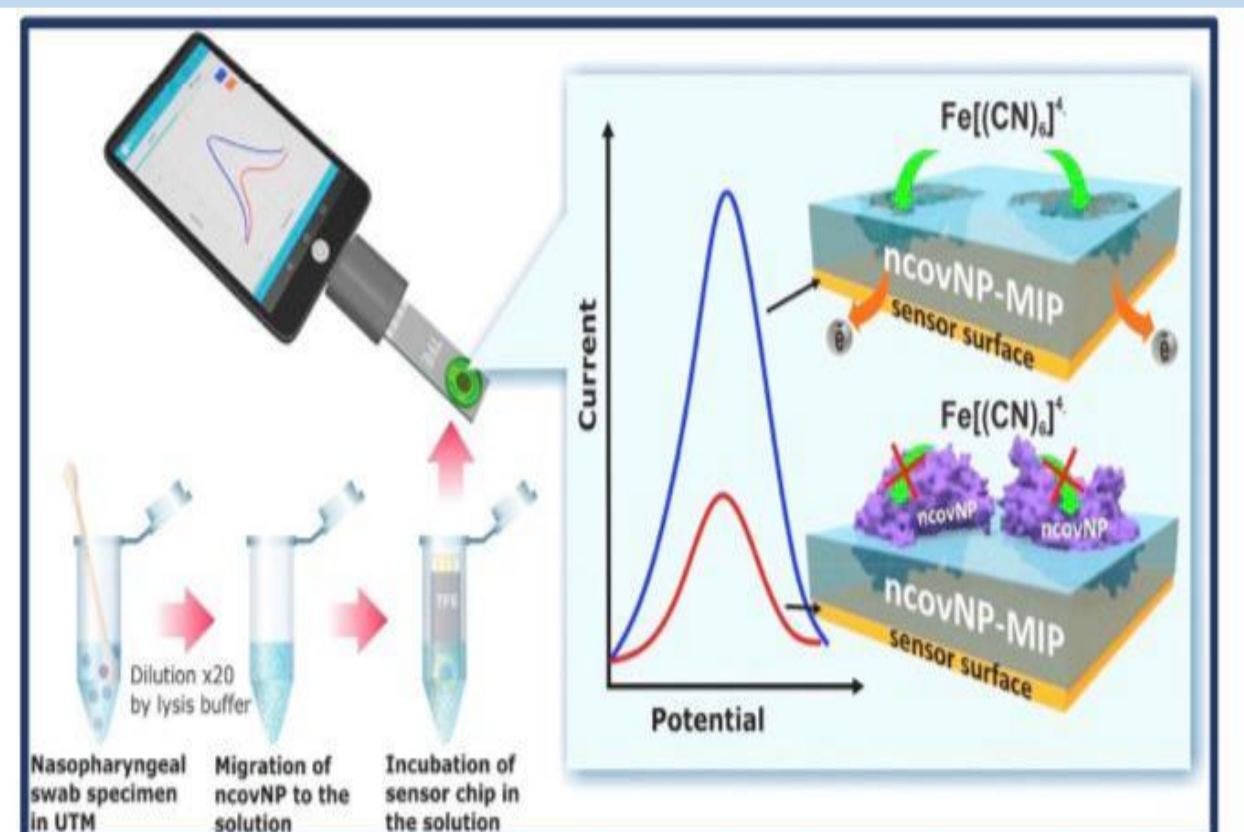 Fe[(CN)₆]⁴⁻
ncovNP-MIP
sensor surface
ē
ē
Current
Potential
Fe[(CN)₆]⁴⁻
ncovNP
ncovNP
ncovNP-MIP
sensor surface
TFE
Dilution x20
by lysis buffer
Nasopharyngeal
swab specimen
in UTM
Migration of
ncovNP to the
solution
Incubation of
sensor chip in
the solution